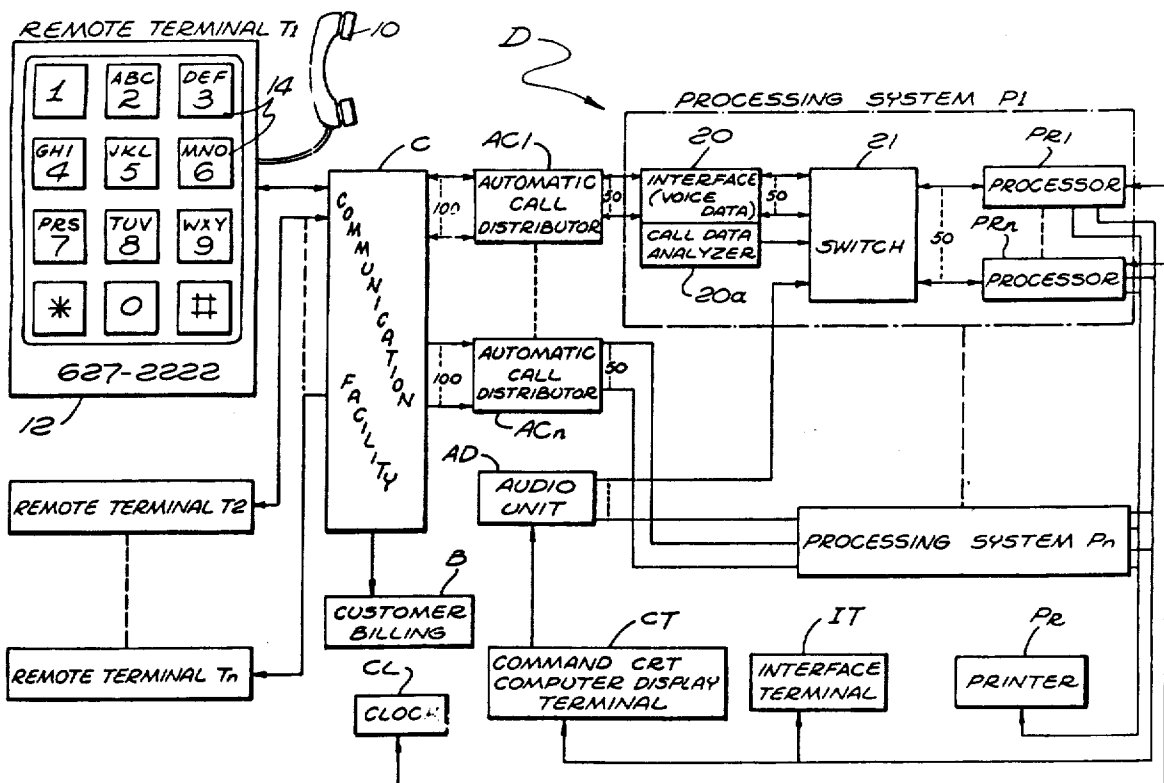 REMOTE TERMINAL T1
10
1
ABC
2
DEF
3
14
GHI
4
JKL
5
MNO
6
PRS
7
TUV
8
WXY
9
*
0
#
627-2222
12
REMOTE TERMINAL T2
REMOTE TERMINAL Tn
C
COMMUNICATION
FACILITY
100
100
AC1
AUTOMATIC
CALL
DISTRIBUTOR
50
AUTOMATIC
CALL
DISTRIBUTOR
ACn
50
D
PROCESSING SYSTEM P1
20
INTERFACE
(VOICE
DATA)
CALL DATA
ANALYZER
20a
50
21
SWITCH
50
PR1
PROCESSOR
PRn
PROCESSOR
AD
AUDIO
UNIT
PROCESSING SYSTEM Pn
B
CUSTOMER
BILLING
CL
CLOCK
CT
COMMAND CRT
COMPUTER DISPLAY
TERMINAL
IT
INTERFACE
TERMINAL
PR
PRINTER